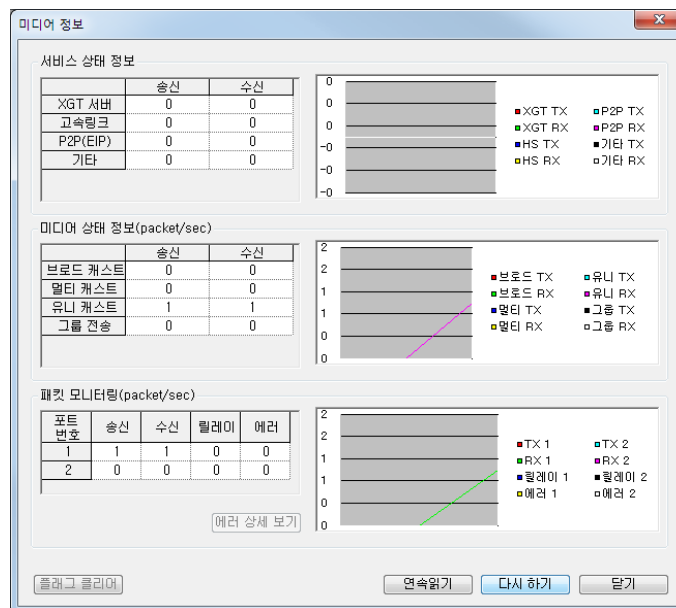 미디어 정보
서비스 상태 정보
송신 수신
XGT 서버 0 0
고속링크 0 0
P2P(EIP) 0 0
기타 0 0
0
0
0
-0
-0
-0
XGT TX P2P TX
XGT RX P2P RX
HS TX 기타 TX
HS RX 기타 RX
미디어 상태 정보(packet/sec)
송신 수신
브로드 캐스트 0 0
멀티 캐스트 0 0
유니 캐스트 1 1
그룹 전송 0 0
2
2
1
1
0
0
브로드 TX 유니 TX
브로드 RX 유니 RX
멀티 TX 그룹 TX
멀티 RX 그룹 RX
패킷 모니터링(packet/sec)
포트 번호 송신 수신 릴레이 에러
1 1 1 0 0
2 0 0 0 0
에러 상세 보기
2
2
1
1
0
0
TX 1 TX 2
RX 1 RX 2
릴레이 1 릴레이 2
에러 1 에러 2
플래그 클리어 연속읽기 다시 하기 닫기